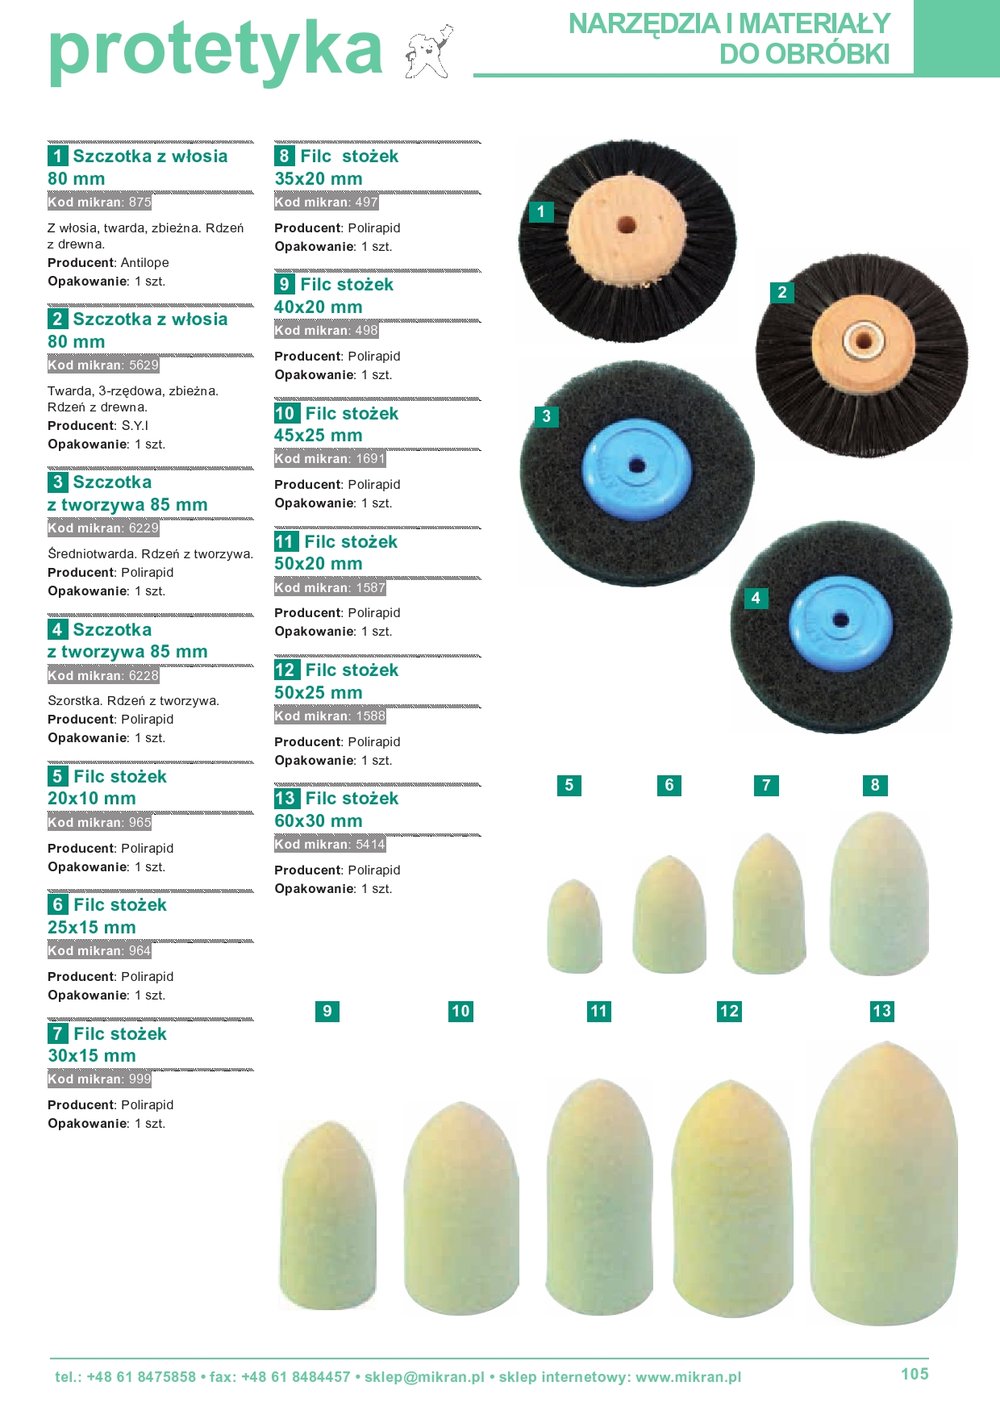 protetyka
NARZĘDZIA I MATERIAŁY
DO OBRÓBKI
1 Szczotka z włosia
80 mm
Kod mikran: 875
Z włosia, twarda, zbieżna. Rdzeń
z drewna.
Producent: Antilope
Opakowanie: 1 szt.
2 Szczotka z włosia
80 mm
Kod mikran: 5629
Twarda, 3-rzędowa, zbieżna.
Rdzeń z drewna.
Producent: S.Y.I
Opakowanie: 1 szt.
3 Szczotka
z tworzywa 85 mm
Kod mikran: 6229
Średniotwarda. Rdzeń z tworzywa.
Producent: Polirapid
Opakowanie: 1 szt.
4 Szczotka
z tworzywa 85 mm
Kod mikran: 6228
Szorstka. Rdzeń z tworzywa.
Producent: Polirapid
Opakowanie: 1 szt.
5 Filc stożek
20x10 mm
Kod mikran: 965
Producent: Polirapid
Opakowanie: 1 szt.
6 Filc stożek
25x15 mm
Kod mikran: 964
Producent: Polirapid
Opakowanie: 1 szt.
7 Filc stożek
30x15 mm
Kod mikran: 999
Producent: Polirapid
Opakowanie: 1 szt.
8 Filc stożek
35x20 mm
Kod mikran: 497
Producent: Polirapid
Opakowanie: 1 szt.
9 Filc stożek
40x20 mm
Kod mikran: 498
Producent: Polirapid
Opakowanie: 1 szt.
10 Filc stożek
45x25 mm
Kod mikran: 1691
Producent: Polirapid
Opakowanie: 1 szt.
11 Filc stożek
50x20 mm
Kod mikran: 1587
Producent: Polirapid
Opakowanie: 1 szt.
12 Filc stożek
50x25 mm
Kod mikran: 1588
Producent: Polirapid
Opakowanie: 1 szt.
13 Filc stożek
60x30 mm
Kod mikran: 5414
Producent: Polirapid
Opakowanie: 1 szt.
1
2
3
4
5 6 7 8
9 10 11 12 13
tel.: +48 61 8475858 • fax: +48 61 8484457 • sklep@mikran.pl • sklep internetowy: www.mikran.pl
105